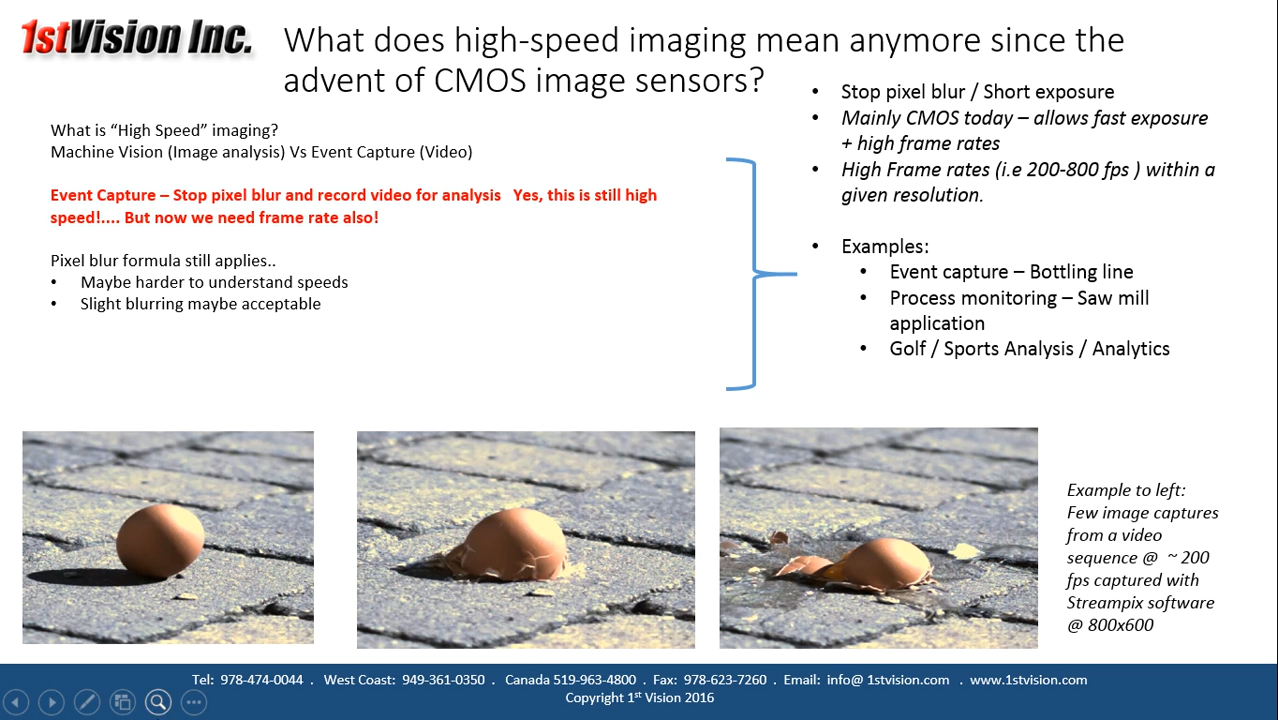 1stVision Inc.
What does high-speed imaging mean anymore since the
advent of CMOS image sensors?
What is “High Speed” imaging?
Machine Vision (Image analysis) Vs Event Capture (Video)
Event Capture – Stop pixel blur and record video for analysis   Yes, this is still high
speed!.... But now we need frame rate also!
Pixel blur formula still applies..
• Maybe harder to understand speeds
• Slight blurring maybe acceptable
• Stop pixel blur / Short exposure
• Mainly CMOS today – allows fast exposure
+ high frame rates
• High Frame rates (i.e 200-800 fps ) within a
given resolution.
• Examples:
• Event capture – Bottling line
• Process monitoring – Saw mill
application
• Golf / Sports Analysis / Analytics
Example to left:
Few image captures
from a video
sequence @ ~ 200
fps captured with
Streampix software
@ 800x600
Tel: 978-474-0044 . West Coast: 949-361-0350 . Canada 519-963-4800 . Fax: 978-623-7260 . Email: info@ 1stvision.com . www.1stvision.com
Copyright 1st Vision 2016